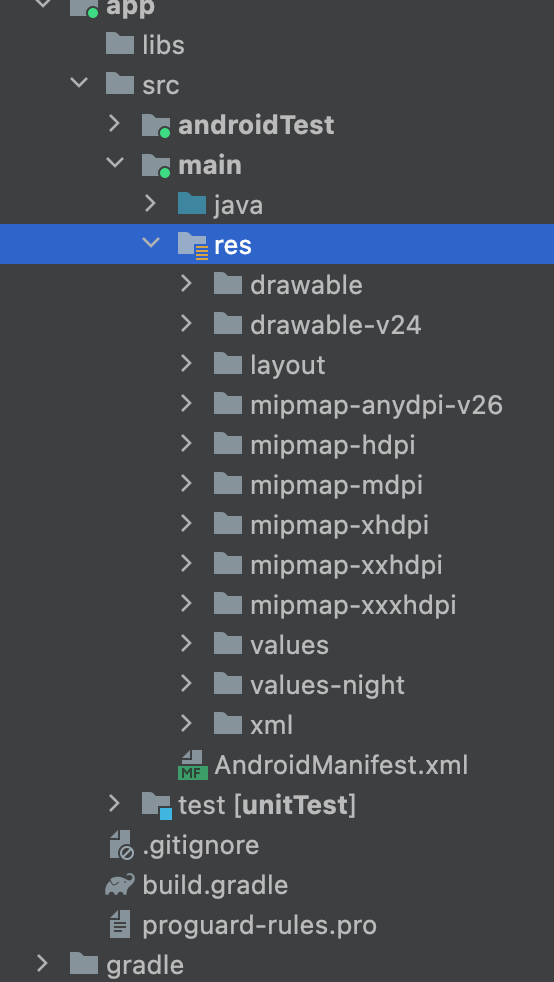 app
libs
src
androidTest
main
java
res
drawable
drawable-v24
layout
mipmap-anydpi-v26
mipmap-hdpi
mipmap-mdpi
mipmap-xhdpi
mipmap-xxhdpi
mipmap-xxxhdpi
values
values-night
xml
MF AndroidManifest.xml
test [unitTest]
.gitignore
build.gradle
proguard-rules.pro
gradle